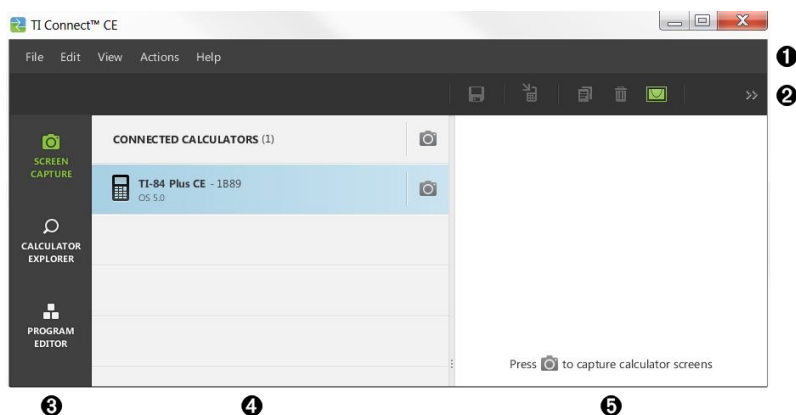 TI Connect™ CE
File Edit View Actions Help
❶
❷
SCREEN
CAPTURE
CONNECTED CALCULATORS (1)
TI-84 Plus CE - 1B89
OS 5.0
CALCULATOR
EXPLORER
PROGRAM
EDITOR
Press to capture calculator screens
❸ ❹ ❺